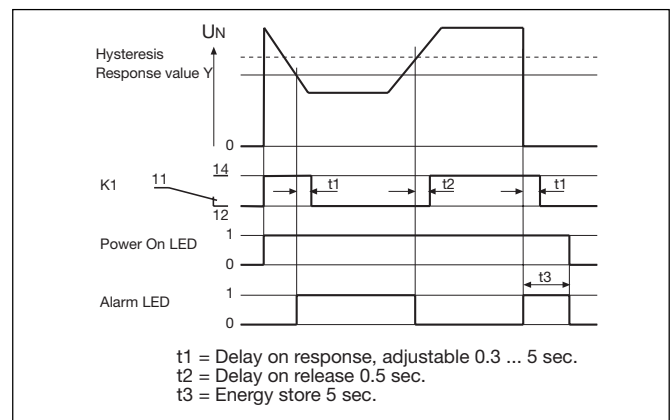 UN
Hysteresis
Response value Y
0
14
K1
11
t1
t2
t1
12
Power On LED
1
0
t3
Alarm LED
1
0
t1 = Delay on response, adjustable 0.3 ... 5 sec.
t2 = Delay on release 0.5 sec.
t3 = Energy store 5 sec.